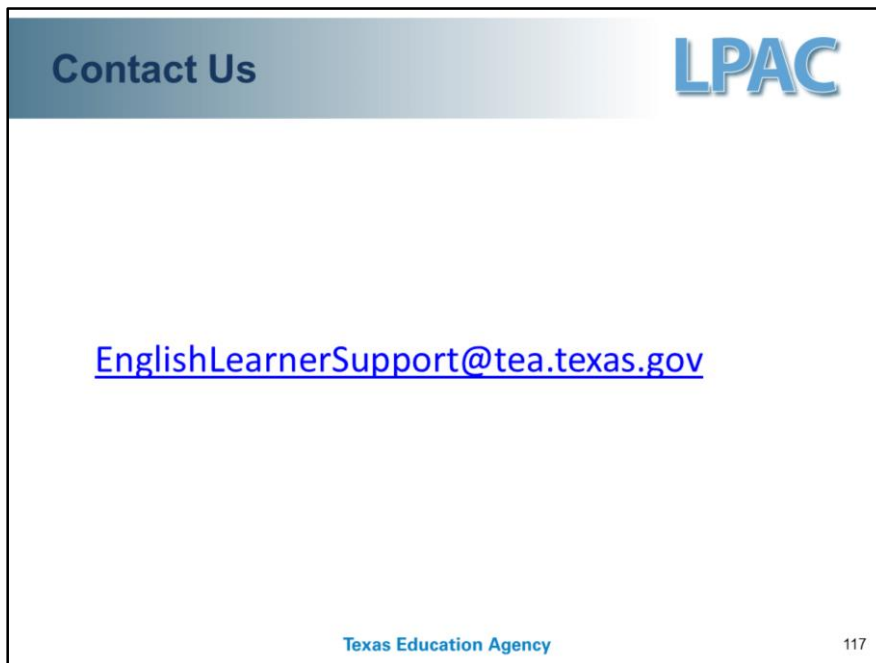 Contact Us
LPAC
EnglishLearnerSupport@tea.texas.gov
Texas Education Agency
117